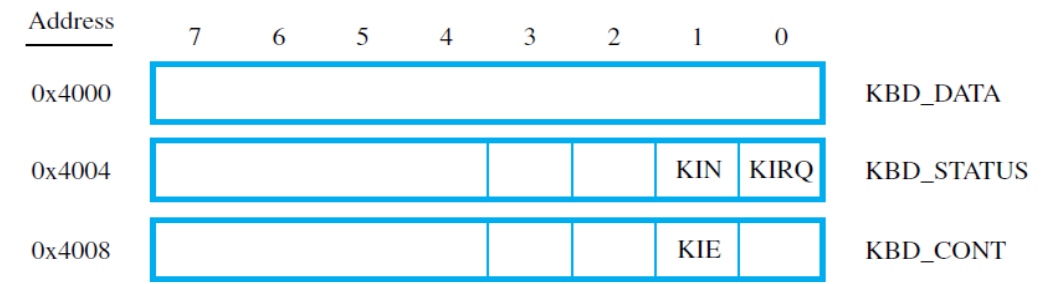 Address 7 6 5 4 3 2 1 0
0x4000 KBD_DATA
0x4004 KIN KIRQ KBD_STATUS
0x4008 KIE KBD_CONT